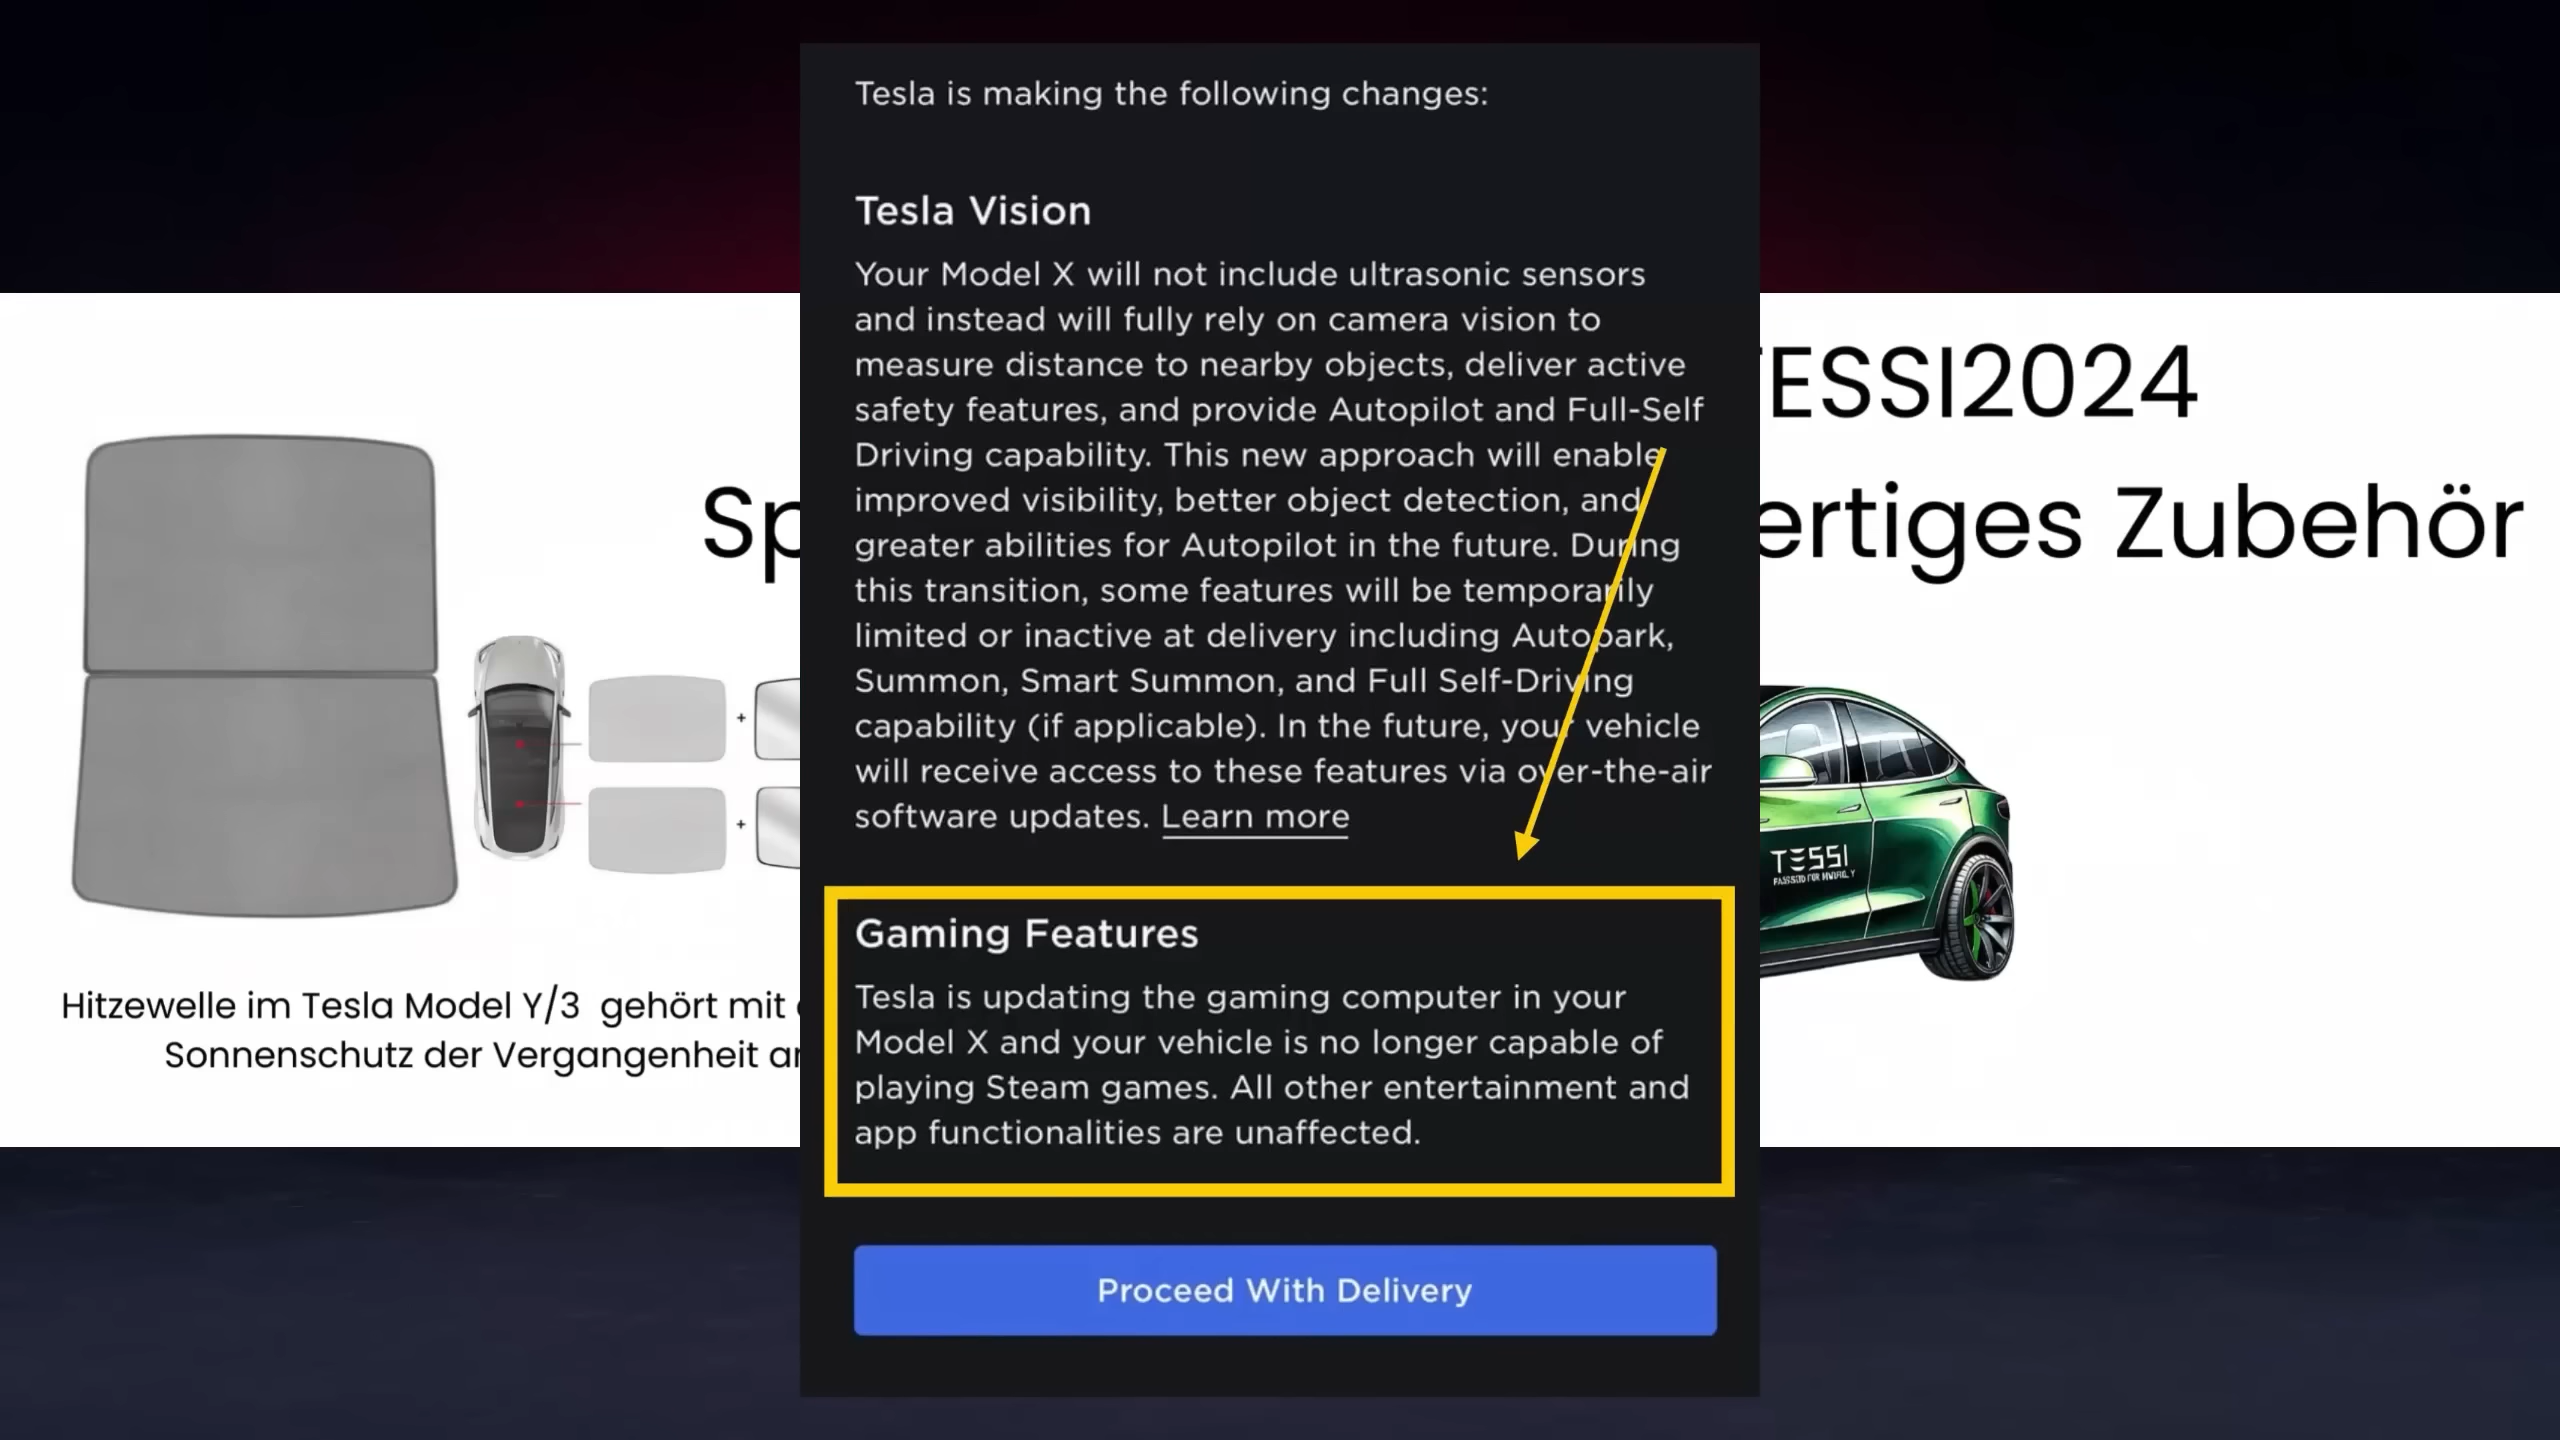 Tesla is making the following changes:
Tesla Vision
Your Model X will not include ultrasonic sensors
and instead will fully rely on camera vision to
measure distance to nearby objects, deliver active
safety features, and provide Autopilot and Full-Self
Driving capability. This new approach will enable
improved visibility, better object detection, and
greater abilities for Autopilot in the future. During
this transition, some features will be temporarily
limited or inactive at delivery including Autopark,
Summon, Smart Summon, and Full Self-Driving
capability (if applicable). In the future, your vehicle
will receive access to these features via over-the-air
software updates. Learn more
Gaming Features
Tesla is updating the gaming computer in your
Model X and your vehicle is no longer capable of
playing Steam games. All other entertainment and
app functionalities are unaffected.
Proceed With Delivery
Sp
+
+
Hitzewelle im Tesla Model Y/3 gehört mit
Sonnenschutz der Vergangenheit
TESSI2024
ertiges Zubehör
TESSI